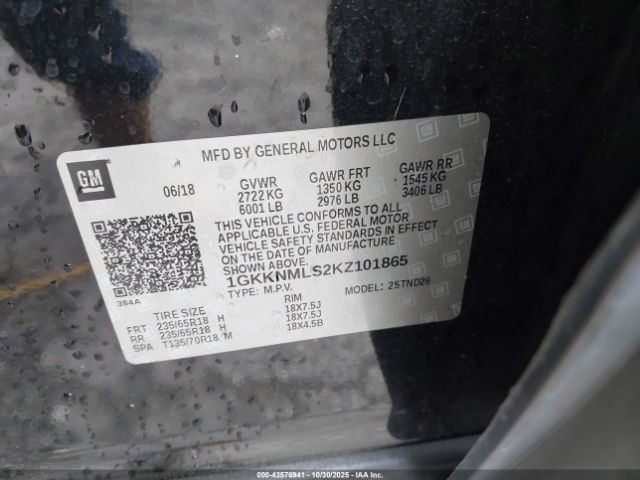 MFD BY GENERAL MOTORS LLC
GM
06/18
GVWR GAWR FRT GAWR RR
2722 KG 1350 KG 1545 KG
6001 LB 2976 LB 3406 LB
THIS VEHICLE CONFORMS TO ALL
APPLICABLE U.S. FEDERAL MOTOR
VEHICLE SAFETY STANDARDS IN EFFECT
ON THE DATE OF MANUFACTURE
SHOWN ABOVE.
1GKKNMLS2KZ101865
TYPE: M.P.V. MODEL: 25TND26
384A
TIRE SIZE RIM
FRT 235/65R18 H 18X7.5J
RR 235/65R18 H 18X7.5J
SPA T135/70R18 M 18X4.5B
© - 43576941 - 10/30/2025 - IAA Holdings, LLC